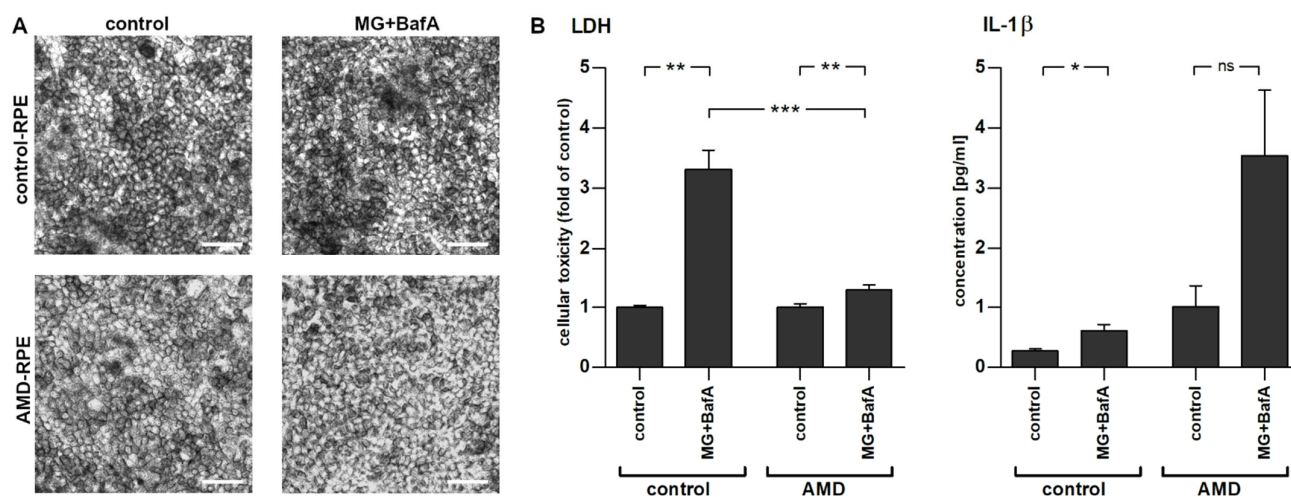 A
control
MG+BafA
control-RPE
AMD-RPE
B LDH
cellular toxicity (fold of control)
5
4
3
2
1
0
**
**
***
control
MG+BafA
control
MG+BafA
control
AMD
IL-1β
concentration [pg/ml]
5
4
3
2
1
0
*
ns
control
MG+BafA
control
MG+BafA
control
AMD